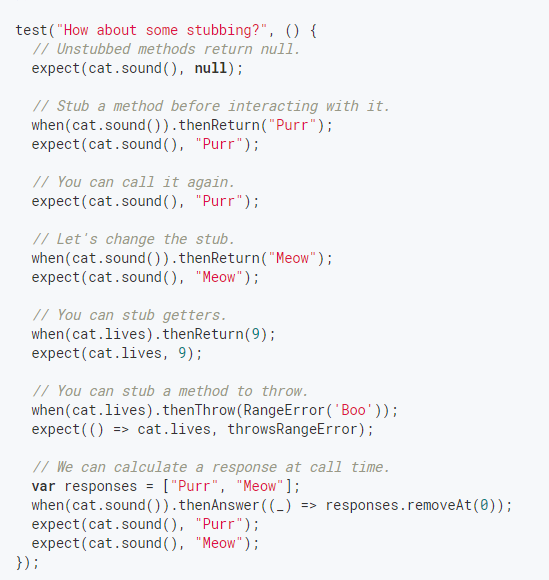 test("How about some stubbing?", () {
  // Unstubbed methods return null.
  expect(cat.sound(), null);

  // Stub a method before interacting with it.
  when(cat.sound()).thenReturn("Purr");
  expect(cat.sound(), "Purr");

  // You can call it again.
  expect(cat.sound(), "Purr");

  // Let's change the stub.
  when(cat.sound()).thenReturn("Meow");
  expect(cat.sound(), "Meow");

  // You can stub getters.
  when(cat.lives).thenReturn(9);
  expect(cat.lives, 9);

  // You can stub a method to throw.
  when(cat.lives).thenThrow(RangeError('Boo'));
  expect(() => cat.lives, throwsRangeError);

  // We can calculate a response at call time.
  var responses = ["Purr", "Meow"];
  when(cat.sound()).thenAnswer((_) => responses.removeAt(0));
  expect(cat.sound(), "Purr");
  expect(cat.sound(), "Meow");
});